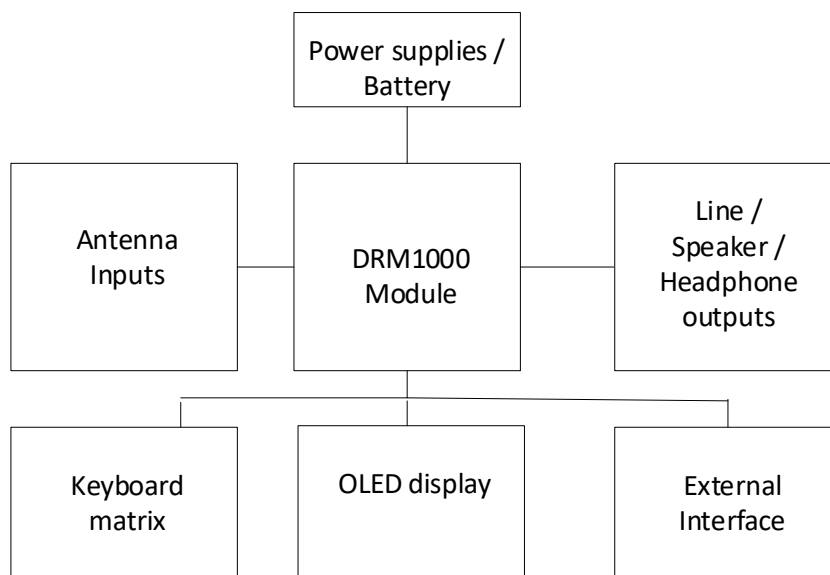 Power supplies /
Battery
Antenna
Inputs
DRM1000
Module
Line /
Speaker /
Headphone
outputs
Keyboard
matrix
OLED display
External
Interface